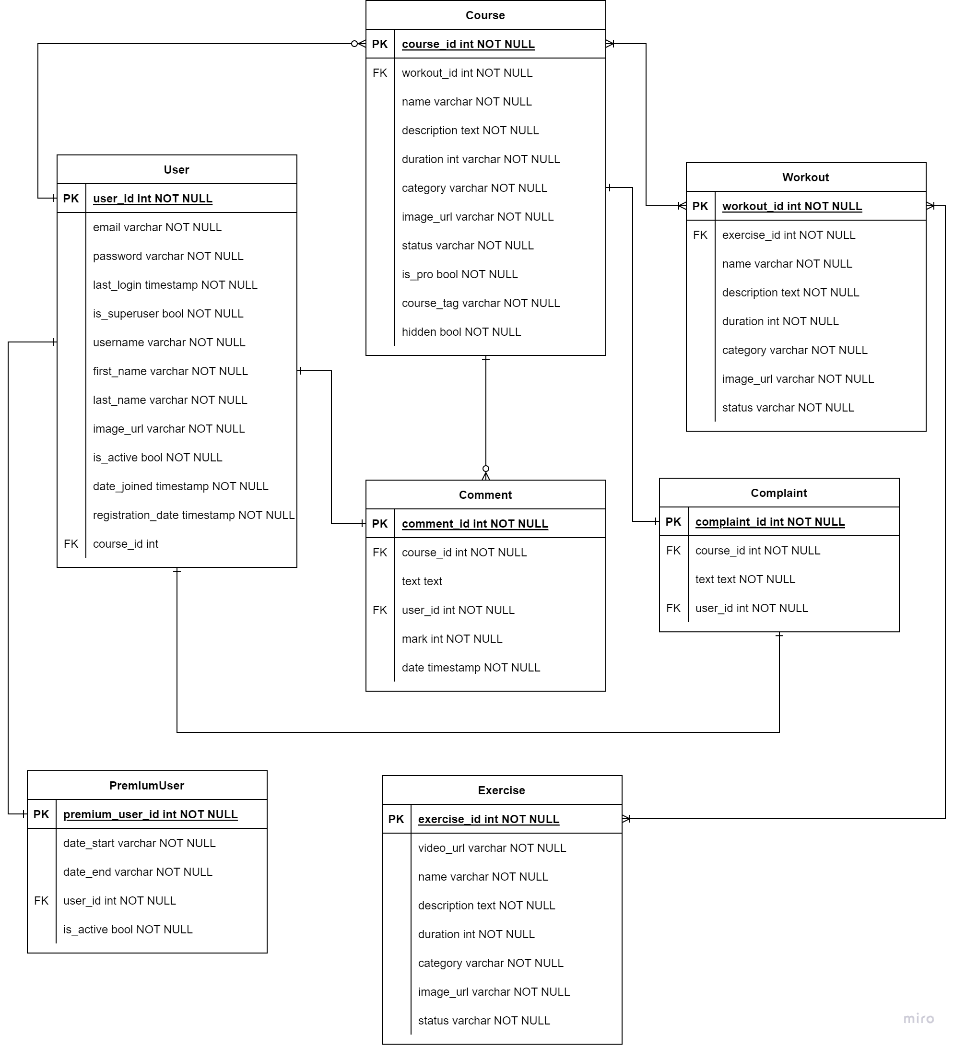 Course
PK course_id int NOT NULL
FK workout_id int NOT NULL
name varchar NOT NULL
description text NOT NULL
duration int varchar NOT NULL
category varchar NOT NULL
image_url varchar NOT NULL
status varchar NOT NULL
is_pro bool NOT NULL
course_tag varchar NOT NULL
hidden bool NOT NULL
User
PK user_id int NOT NULL
email varchar NOT NULL
password varchar NOT NULL
last_login timestamp NOT NULL
is_superuser bool NOT NULL
username varchar NOT NULL
first_name varchar NOT NULL
last_name varchar NOT NULL
image_url varchar NOT NULL
is_active bool NOT NULL
date_joined timestamp NOT NULL
registration_date timestamp NOT NULL
FK course_id int
Workout
PK workout_id int NOT NULL
FK exercise_id int NOT NULL
name varchar NOT NULL
description text NOT NULL
duration int NOT NULL
category varchar NOT NULL
image_url varchar NOT NULL
status varchar NOT NULL
Comment
PK comment_id int NOT NULL
FK course_id int NOT NULL
text text
FK user_id int NOT NULL
mark int NOT NULL
date timestamp NOT NULL
Complaint
PK complaint_id int NOT NULL
FK course_id int NOT NULL
text text NOT NULL
FK user_id int NOT NULL
PremiumUser
PK premium_user_id int NOT NULL
date_start varchar NOT NULL
date_end varchar NOT NULL
FK user_id int NOT NULL
is_active bool NOT NULL
Exercise
PK exercise_id int NOT NULL
video_url varchar NOT NULL
name varchar NOT NULL
description text NOT NULL
duration int NOT NULL
category varchar NOT NULL
image_url varchar NOT NULL
status varchar NOT NULL
miro